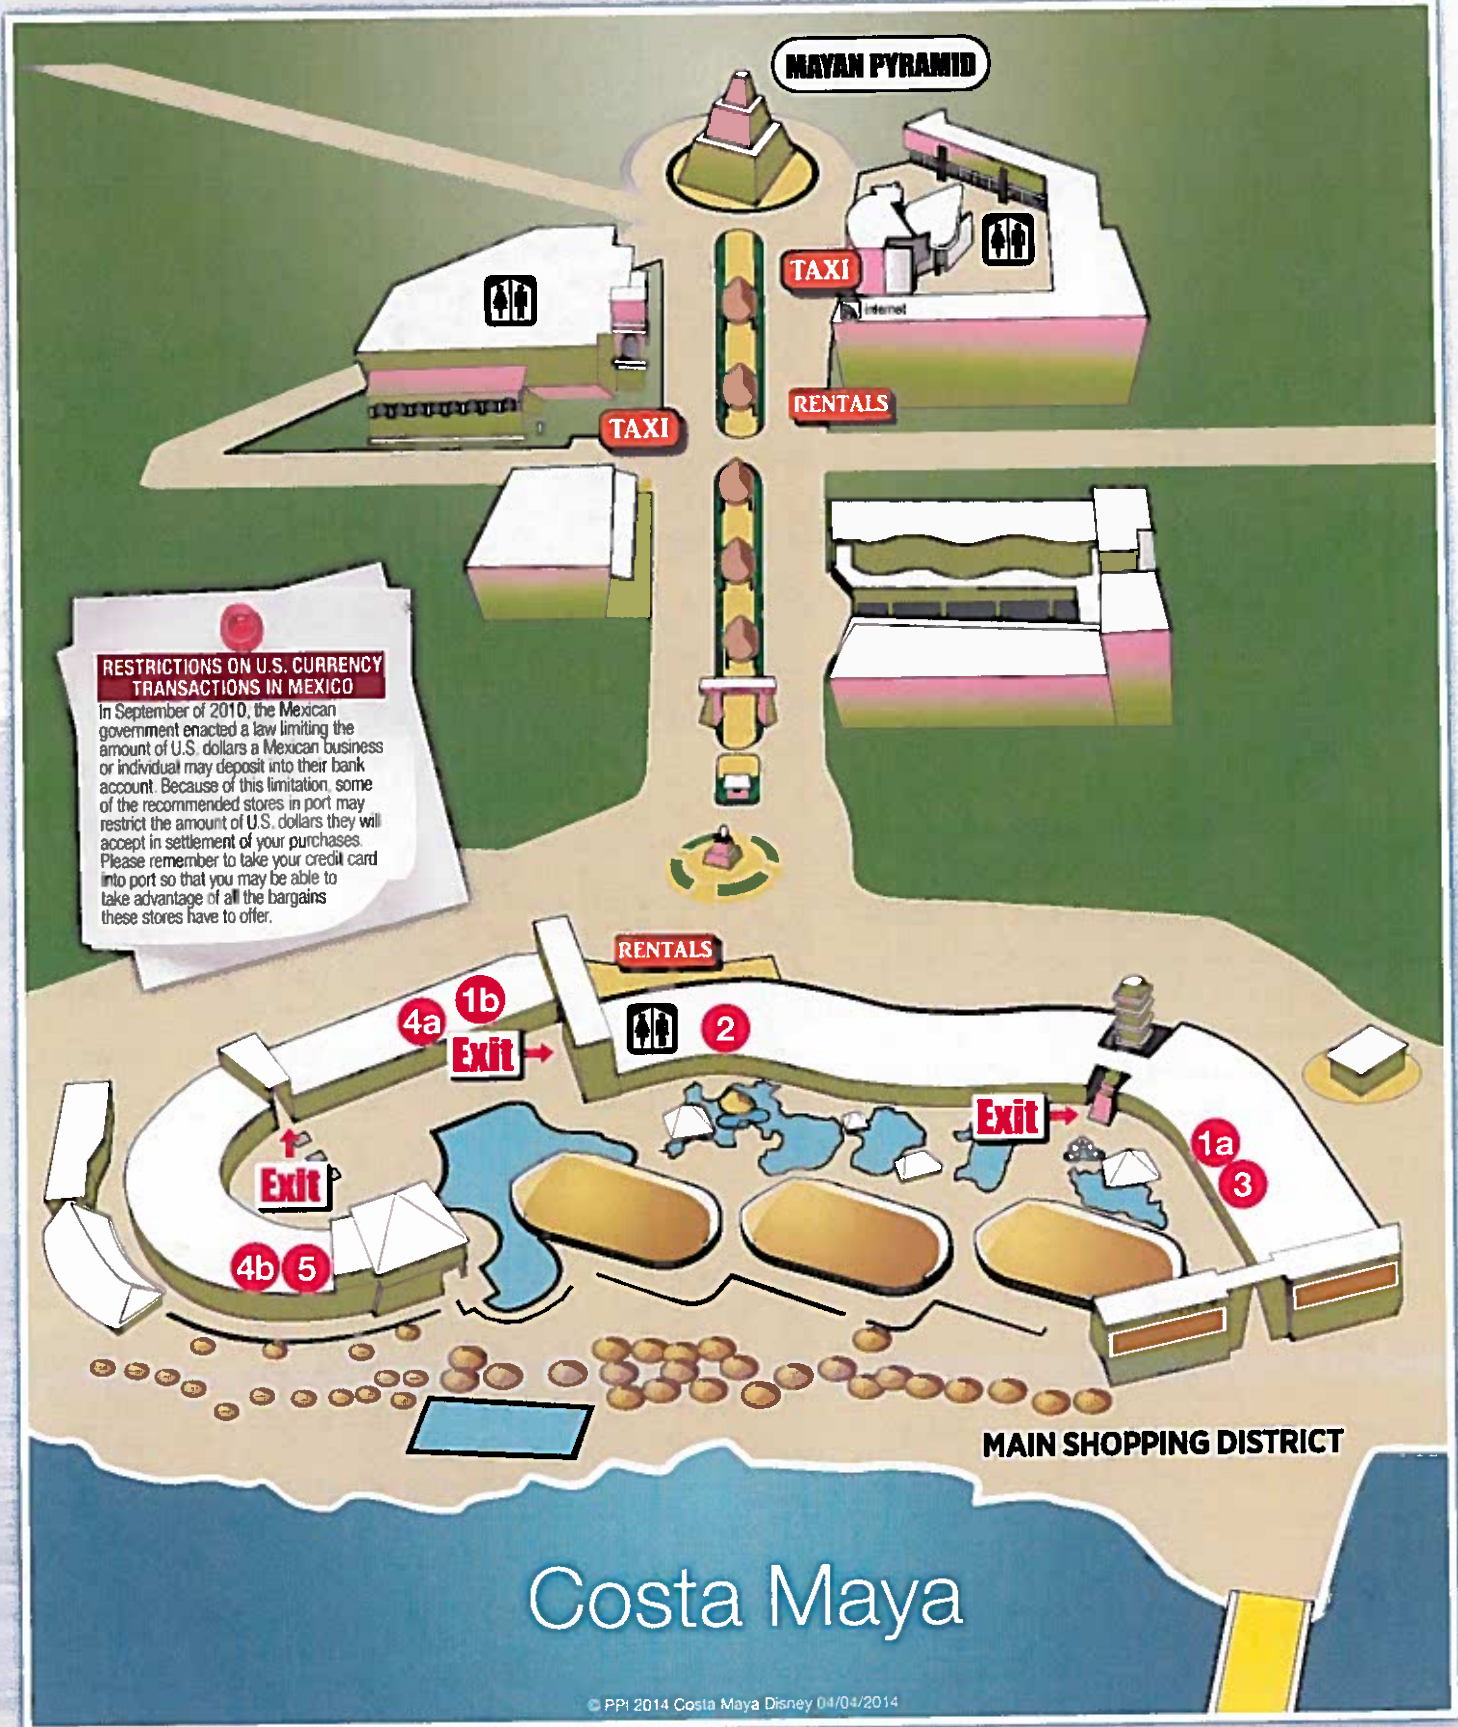 MAYAN PYRAMID
TAXI
internet
RENTALS
TAXI
RESTRICTIONS ON U.S. CURRENCY
TRANSACTIONS IN MEXICO
In September of 2010, the Mexican
government enacted a law limiting the
amount of U.S. dollars a Mexican business
or individual may deposit into their bank
account. Because of this limitation, some
of the recommended stores in port may
restrict the amount of U.S. dollars they will
accept in settlement of your purchases.
Please remember to take your credit card
into port so that you may be able to
take advantage of all the bargains
these stores have to offer.
RENTALS
1b
4a
2
Exit
Exit
1a
3
Exit
4b
5
MAIN SHOPPING DISTRICT
Costa Maya
© PPI 2014 Costa Maya Disney 04/04/2014